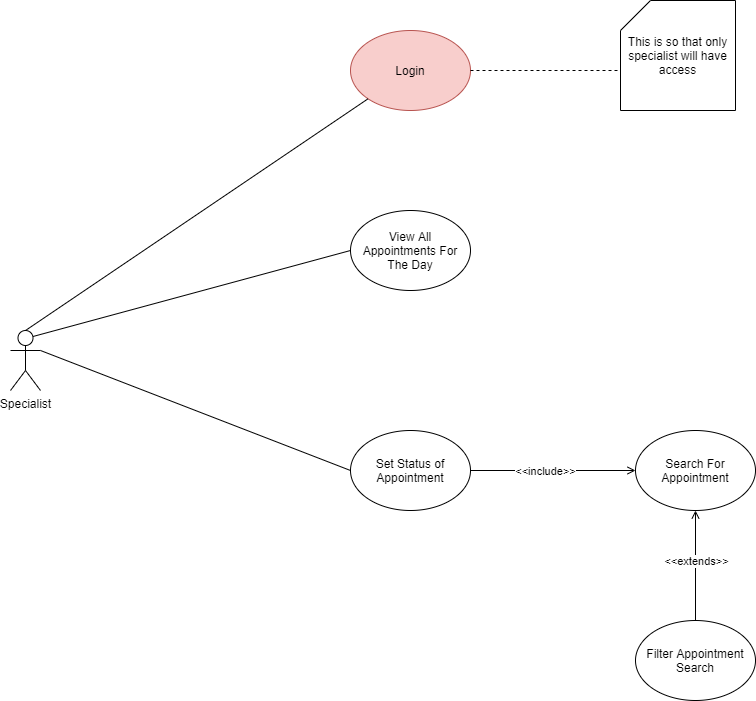 This is so that only
specialist will have
access
Login
View All
Appointments For
The Day
Specialist
Set Status of
Appointment
<<include>>
Search For
Appointment
<<extends>>
Filter Appointment
Search